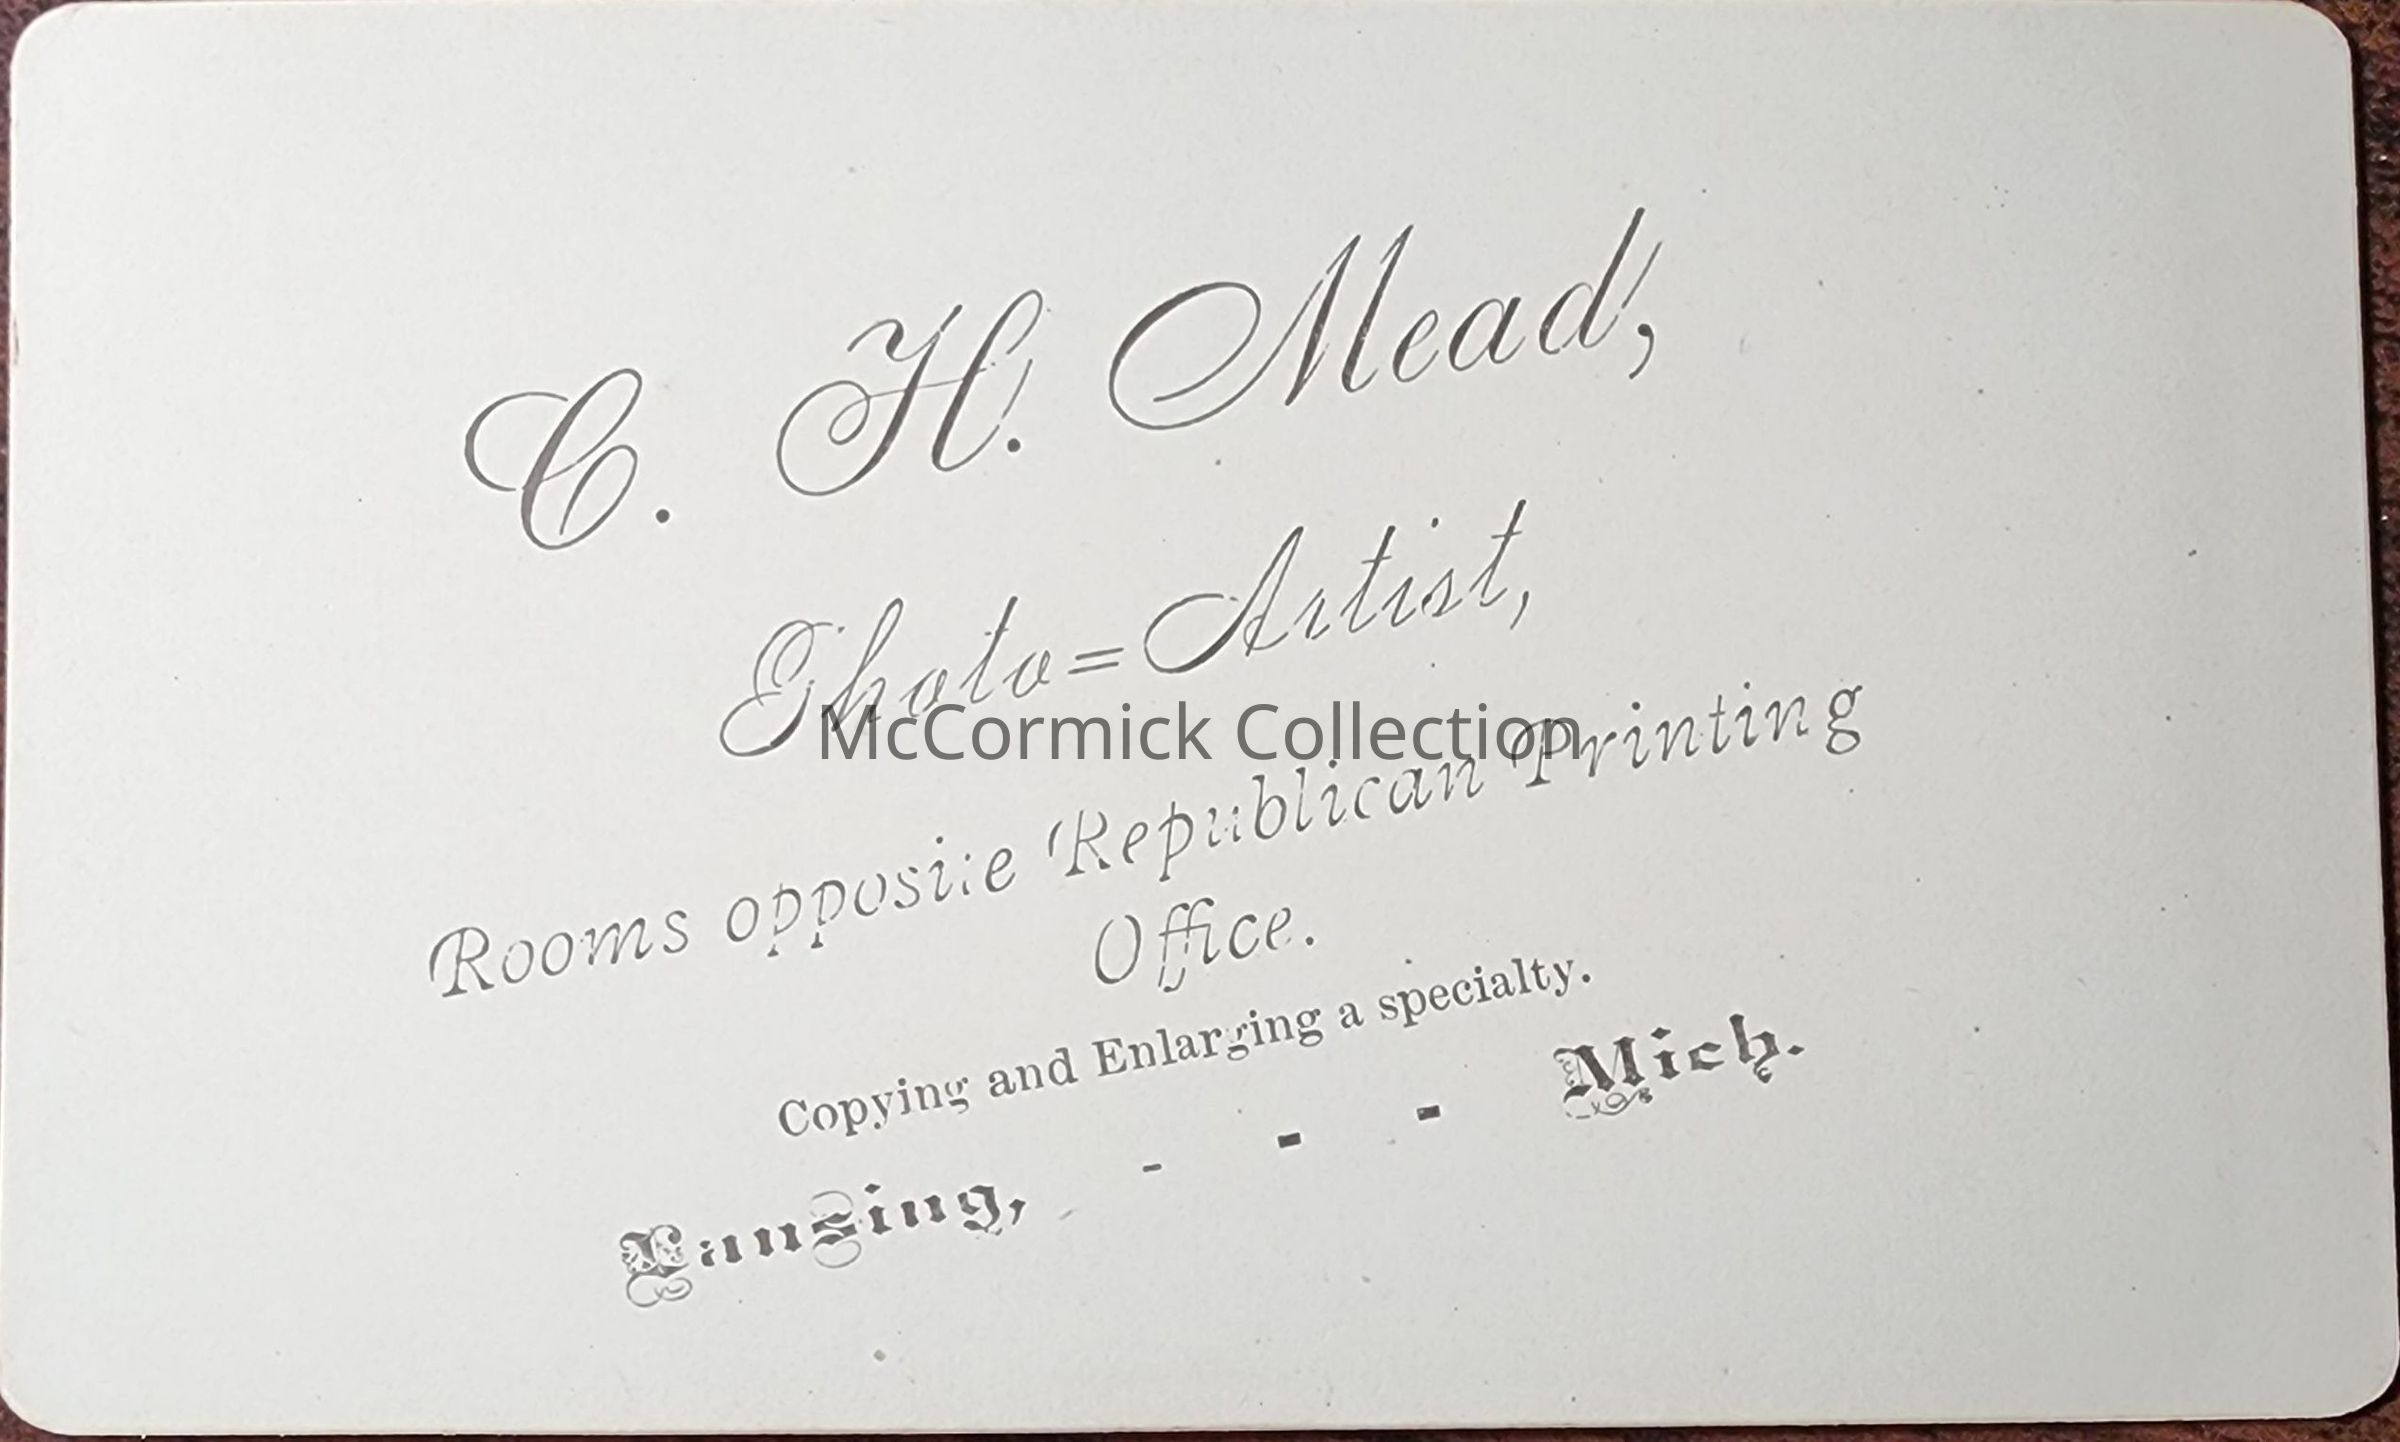 C. H. Mead,
Photo=Artist,
McCormick Collection
Rooms opposite Republican Printing
Office.
Copying and Enlarging a specialty.
Lansing, - - - Mich.